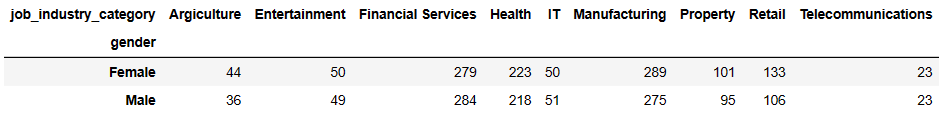 job_industry_category Argiculture Entertainment Financial Services Health IT Manufacturing Property Retail Telecommunications
gender
Female 44 50 279 223 50 289 101 133 23
Male 36 49 284 218 51 275 95 106 23